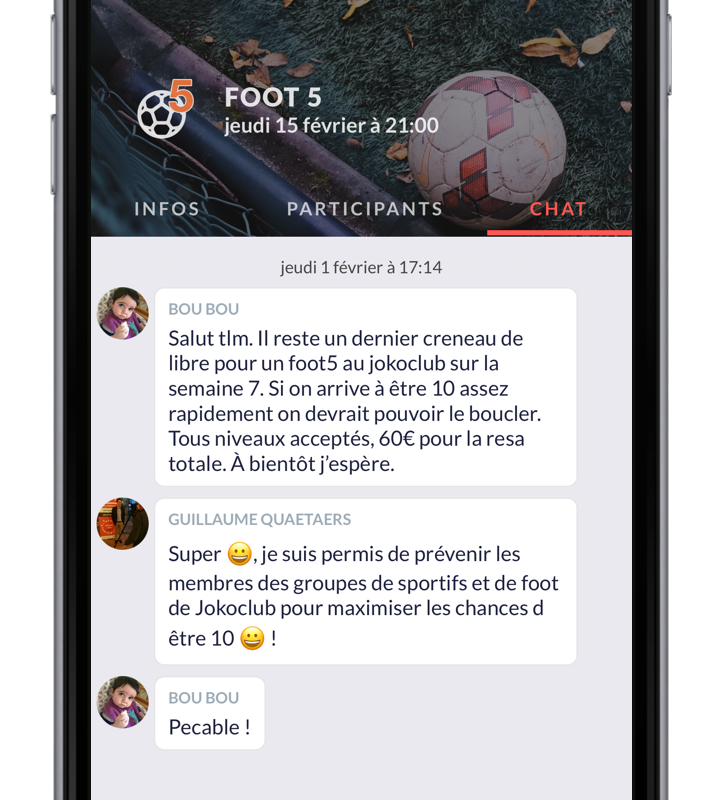 5
FOOT 5
jeudi 15 février à 21:00
INFOS PARTICIPANTS CHAT
jeudi 1 février à 17:14
BOU BOU
Salut tlm. Il reste un dernier creneau de
libre pour un foot5 au jokoclub sur la
semaine 7. Si on arrive à être 10 assez
rapidement on devrait pouvoir le boucler.
Tous niveaux acceptés, 60€ pour la resa
totale. À bientôt j’espère.
GUILLAUME QUAETAERS
Super 😀, je suis permis de prévenir les
membres des groupes de sportifs et de foot
de Jokoclub pour maximiser les chances d
être 10 😀 !
BOU BOU
Pecable !